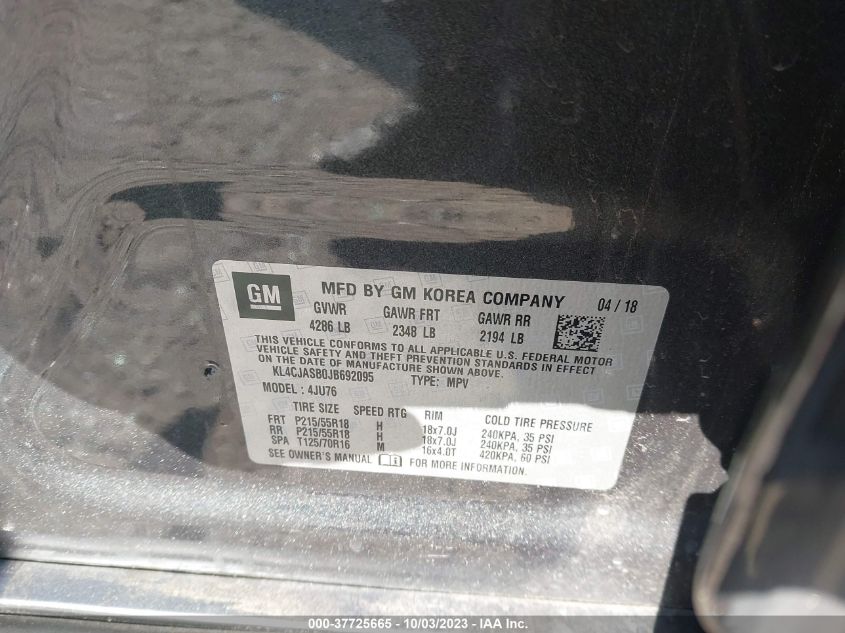 GM
MFD BY GM KOREA COMPANY 04 / 18
GVWR GAWR FRT GAWR RR
4286 LB 2348 LB 2194 LB
THIS VEHICLE CONFORMS TO ALL APPLICABLE U.S. FEDERAL MOTOR
VEHICLE SAFETY AND THEFT PREVENTION STANDARDS IN EFFECT
ON THE DATE OF MANUFACTURE SHOWN ABOVE.
KL4CJASB0JB692095 TYPE: MPV
MODEL : 4JU76
TIRE SIZE SPEED RTG RIM COLD TIRE PRESSURE
FRT P215/55R18 H 18x7.0J 240KPA, 35 PSI
RR P215/55R18 H 18x7.0J 240KPA, 35 PSI
SPA T125/70R16 M 16x4.0T 420KPA, 60 PSI
SEE OWNER'S MANUAL FOR MORE INFORMATION.
000-37725665 - 10/03/2023 - IAA Inc.